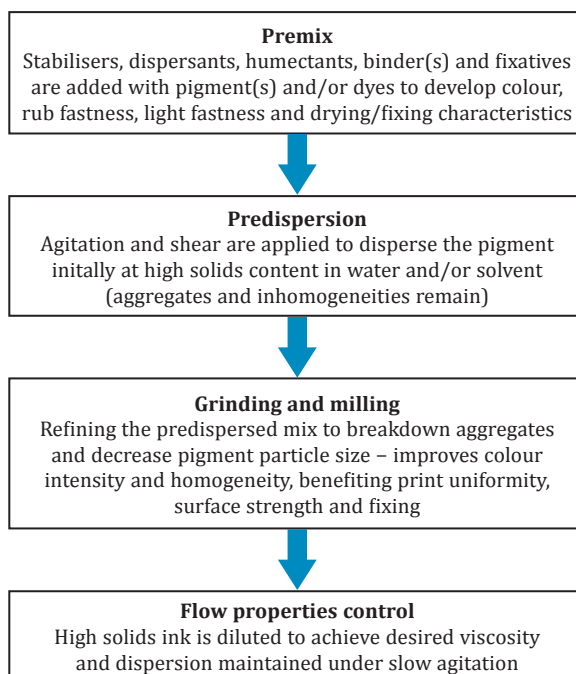 Premix
Stabilisers, dispersants, humectants, binder(s) and fixatives
are added with pigment(s) and/or dyes to develop colour,
rub fastness, light fastness and drying/fixing characteristics
Predispersion
Agitation and shear are applied to disperse the pigment
initally at high solids content in water and/or solvent
(aggregates and inhomogeneities remain)
Grinding and milling
Refining the predispersed mix to breakdown aggregates
and decrease pigment particle size – improves colour
intensity and homogeneity, benefiting print uniformity,
surface strength and fixing
Flow properties control
High solids ink is diluted to achieve desired viscosity
and dispersion maintained under slow agitation